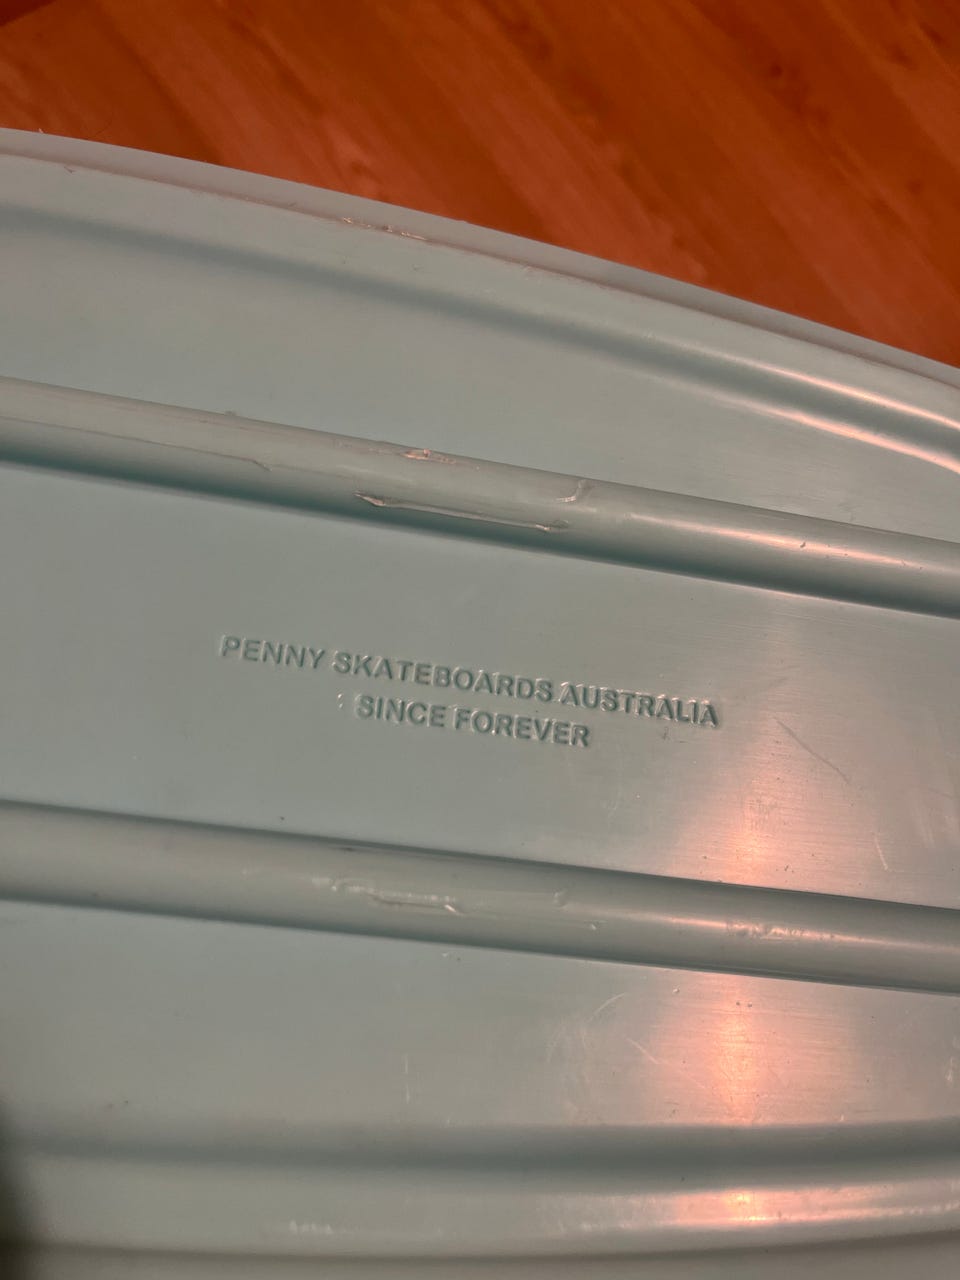 PENNY SKATEBOARDS AUSTRALIA
SINCE FOREVER